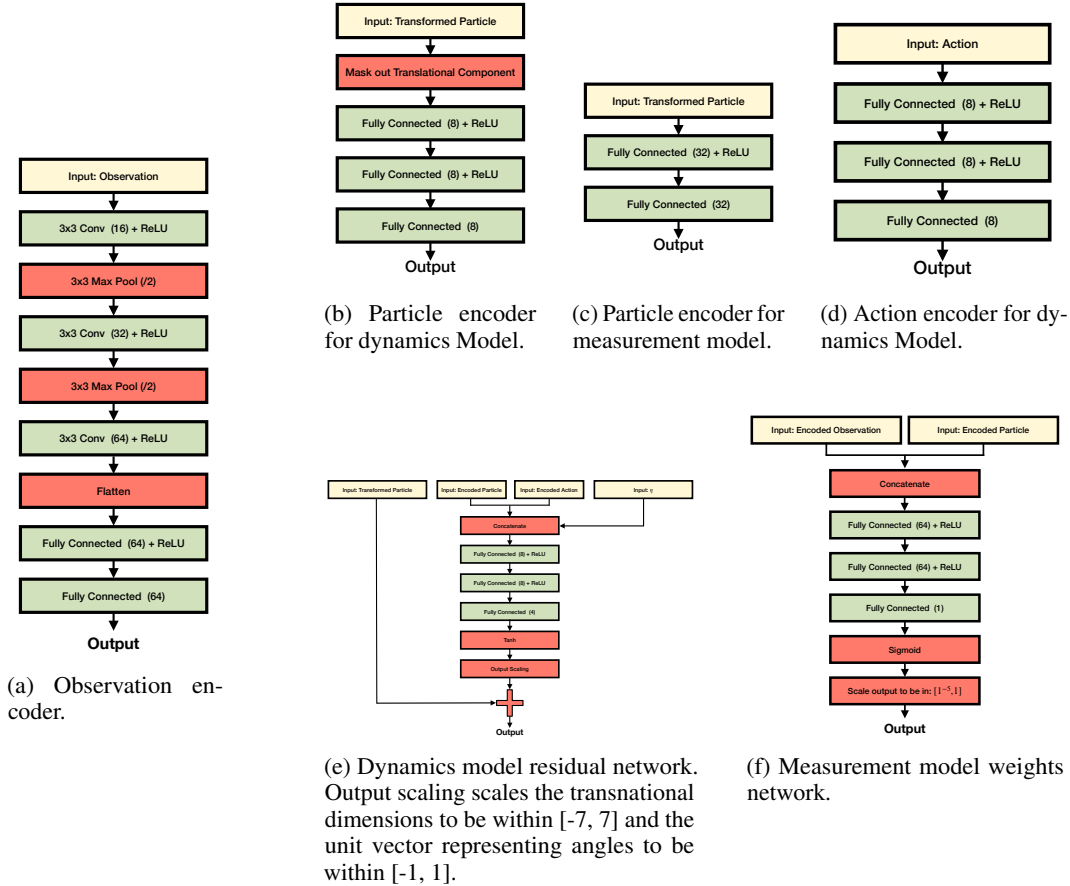 Input: Observation
3x3 Conv (16) + ReLU
3x3 Max Pool (/2)
3x3 Conv (32) + ReLU
3x3 Max Pool (/2)
3x3 Conv (64) + ReLU
Flatten
Fully Connected (64) + ReLU
Fully Connected (64)
Output
(a) Observation en-
coder.
Input: Transformed Particle
Mask out Translational Component
Fully Connected (8) + ReLU
Fully Connected (8) + ReLU
Fully Connected (8)
Output
(b) Particle encoder
for dynamics Model.
Input: Transformed Particle
Fully Connected (32) + ReLU
Fully Connected (32)
Output
(c) Particle encoder for
measurement model.
Input: Action
Fully Connected (8) + ReLU
Fully Connected (8) + ReLU
Fully Connected (8)
Output
(d) Action encoder for dy-
namics Model.
Input: Transformed Particle
Input: Encoded Particle
Input: Encoded Action
Input: η
Concatenate
Fully Connected (8) + ReLU
Fully Connected (8) + ReLU
Fully Connected (4)
Tanh
Output Scaling
Output
(e) Dynamics model residual network.
Output scaling scales the transnational
dimensions to be within [-7, 7] and the
unit vector representing angles to be
within [-1, 1].
Input: Encoded Observation
Input: Encoded Particle
Concatenate
Fully Connected (64) + ReLU
Fully Connected (64) + ReLU
Fully Connected (1)
Sigmoid
Scale output to be in: [1⁻⁵,1]
Output
(f) Measurement model weights
network.